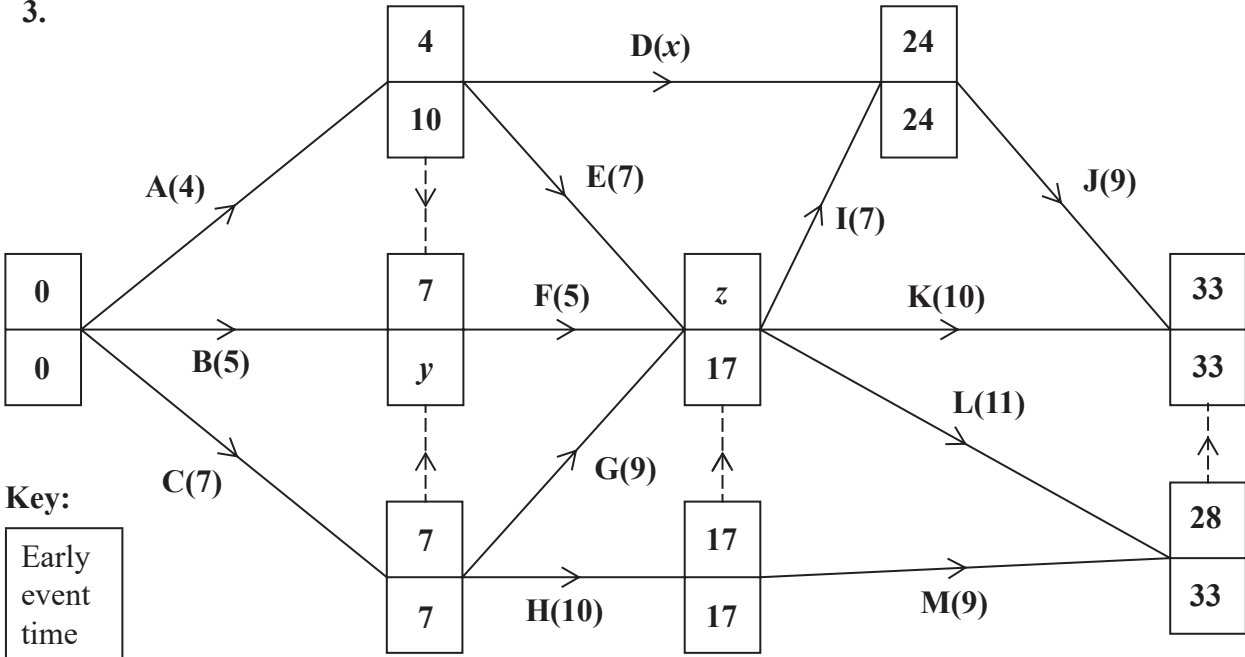 3.
4
D(x)
24
10
24
A(4)
E(7)
J(9)
I(7)
0
7
F(5)
z
K(10)
33
0
B(5)
y
17
33
L(11)
C(7)
G(9)
Key:
7
17
28
Early
event
time
7
H(10)
17
M(9)
33